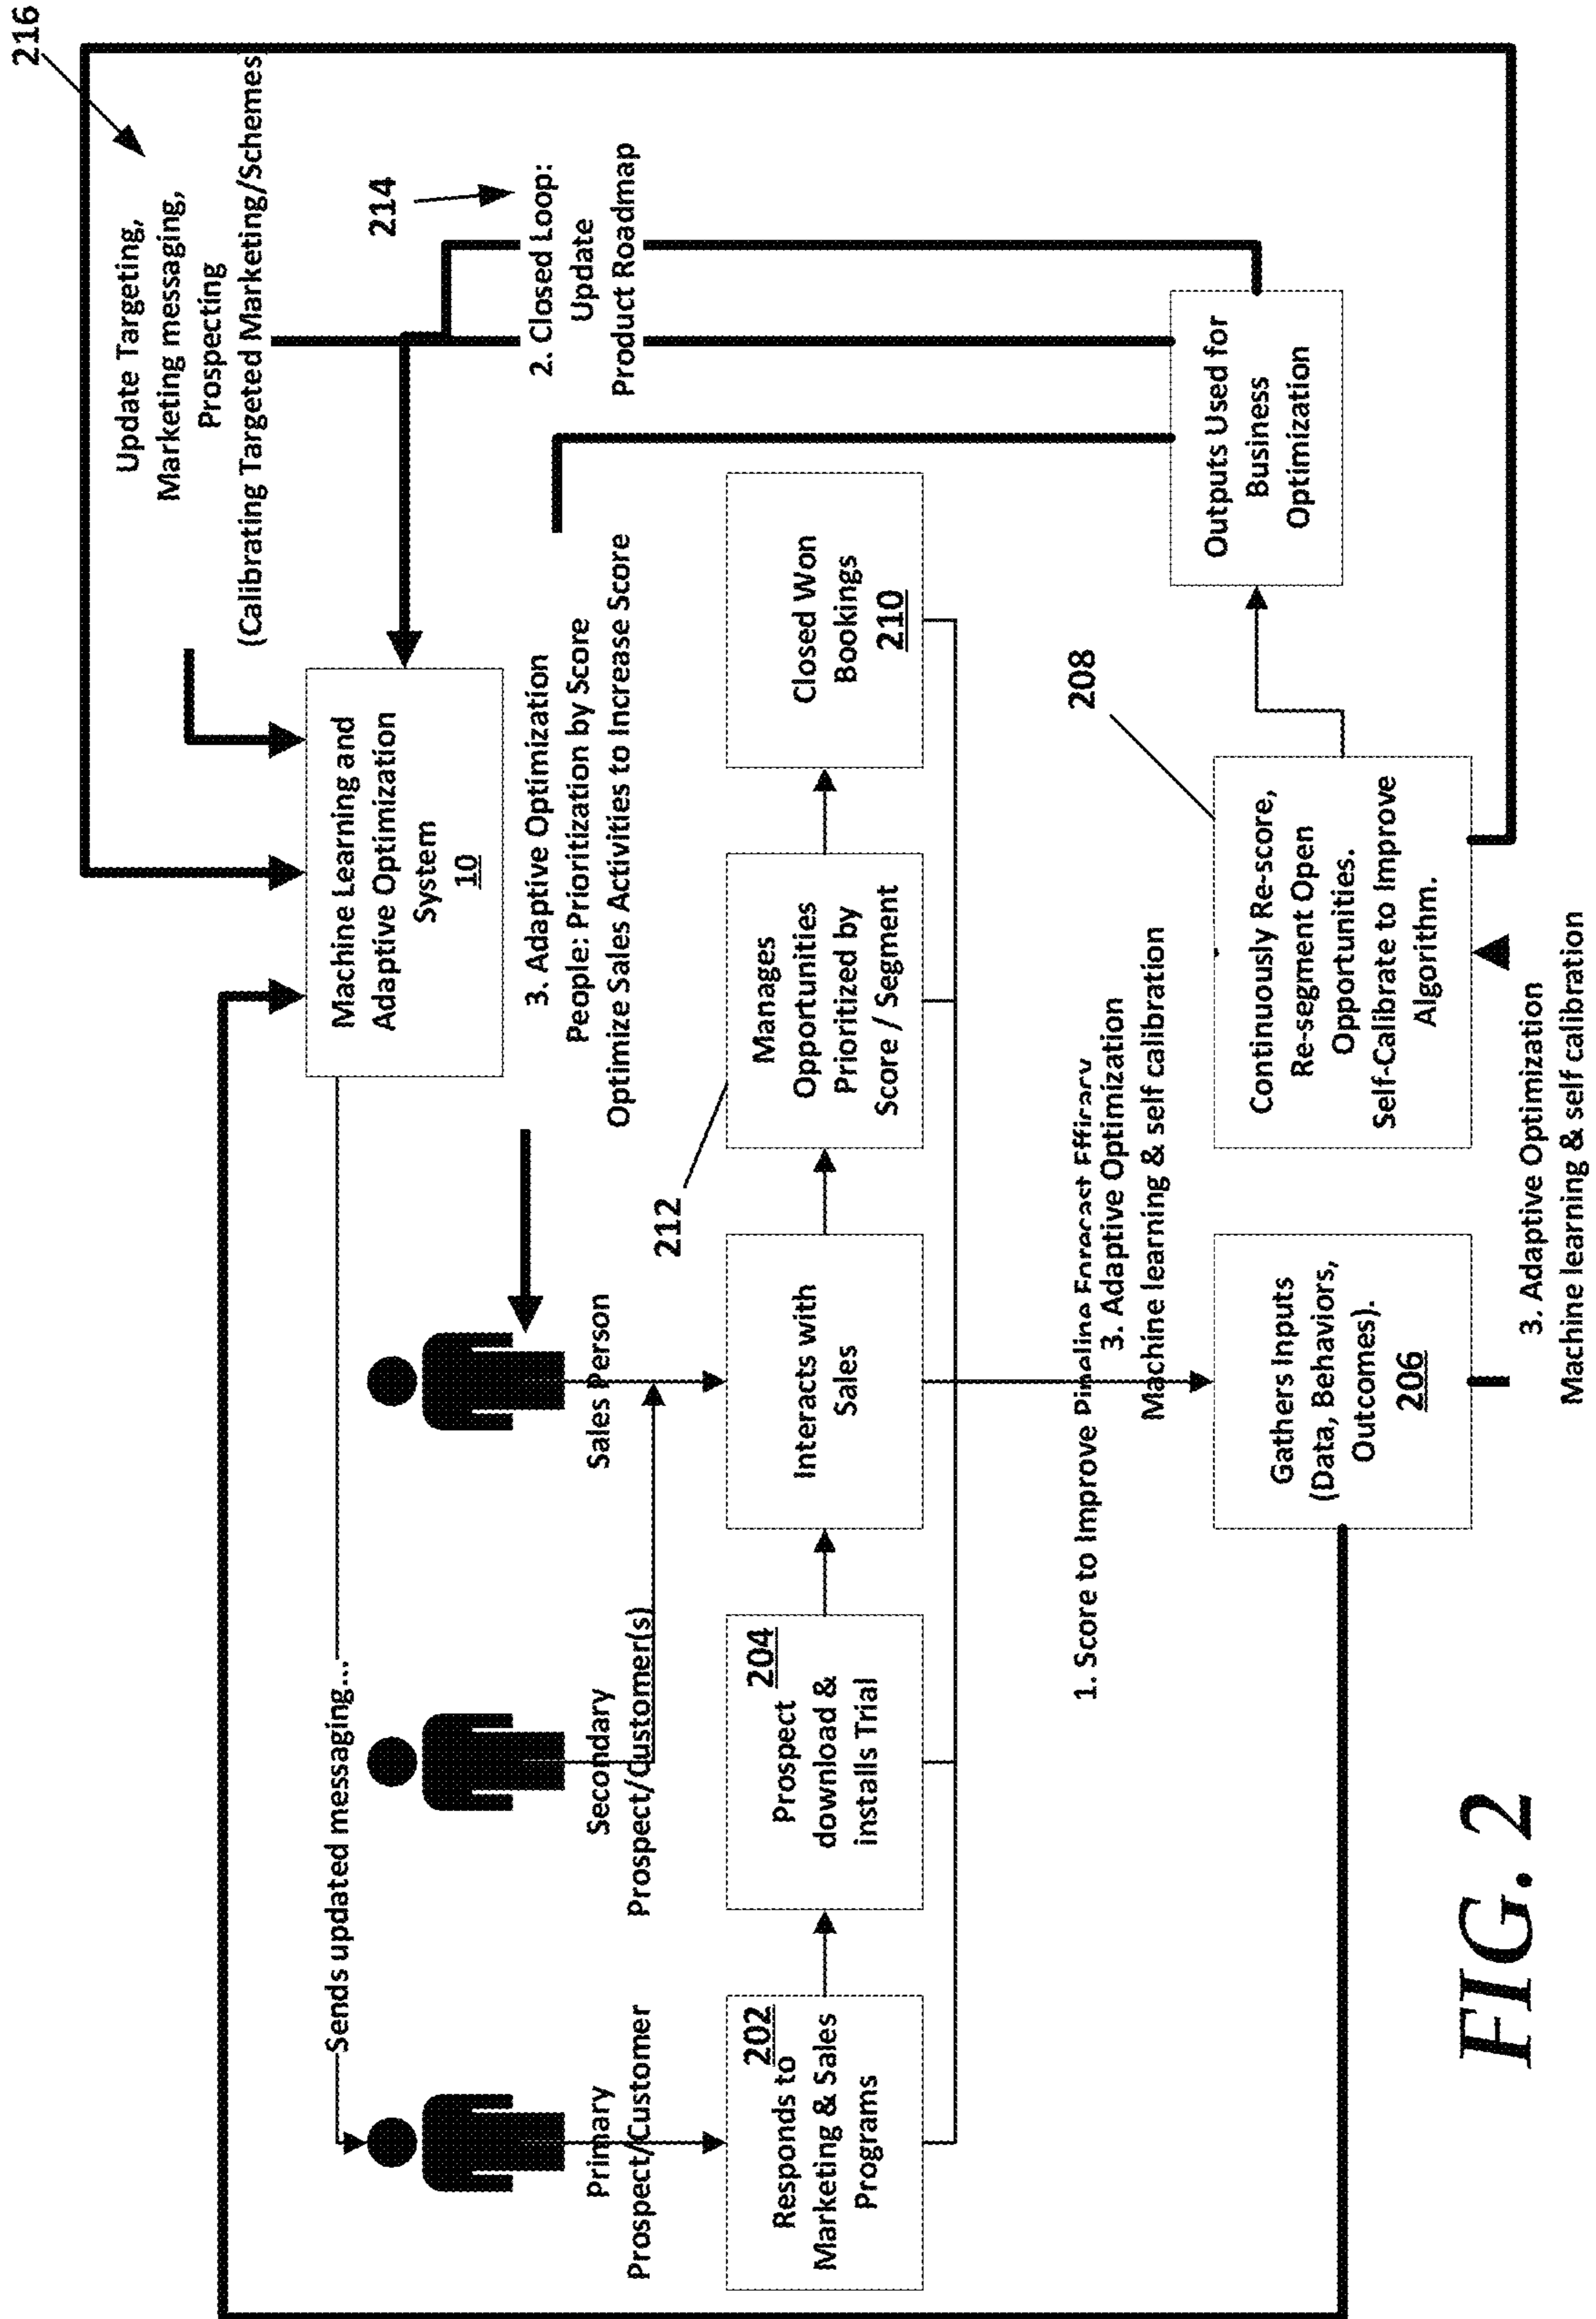 216
Update Targeting,
Marketing messaging,
Prospecting
(Calibrating Targeted Marketing/Schemes
214
2. Closed Loop:
Update
Product Roadmap
Machine Learning and
Adaptive Optimization
System
10
Sends updated messaging...
3. Adaptive Optimization
People: Prioritization by Score
Optimize Sales Activities to Increase Score
Primary
Prospect/Customer
Secondary
Prospect/Customer(s)
Sales Person
202
Responds to
Marketing & Sales
Programs
204
Prospect
download &
installs Trial
Interacts with
Sales
212
Manages
Opportunities
Prioritized by
Score / Segment
Closed Won
Bookings
210
1. Score to Improve Pipeline Forecast Efficacy
3. Adaptive Optimization
Machine learning & self calibration
Gathers Inputs
(Data, Behaviors,
Outcomes).
206
208
Continuously Re-score,
Re-segment Open
Opportunities.
Self-Calibrate to Improve
Algorithm.
Outputs Used for
Business
Optimization
3. Adaptive Optimization
Machine learning & self calibration
FIG. 2